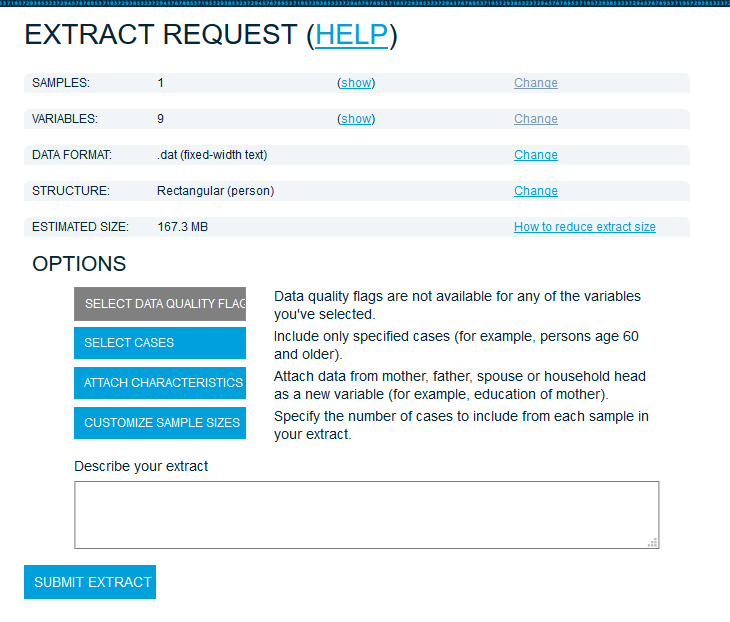 EXTRACT REQUEST (HELP)
SAMPLES: 1 (show) Change
VARIABLES: 9 (show) Change
DATA FORMAT: .dat (fixed-width text) Change
STRUCTURE: Rectangular (person) Change
ESTIMATED SIZE: 167.3 MB How to reduce extract size
OPTIONS
SELECT DATA QUALITY FLAG
Data quality flags are not available for any of the variables
you've selected.
SELECT CASES
Include only specified cases (for example, persons age 60
and older).
ATTACH CHARACTERISTICS
Attach data from mother, father, spouse or household head
as a new variable (for example, education of mother).
CUSTOMIZE SAMPLE SIZES
Specify the number of cases to include from each sample in
your extract.
Describe your extract
SUBMIT EXTRACT